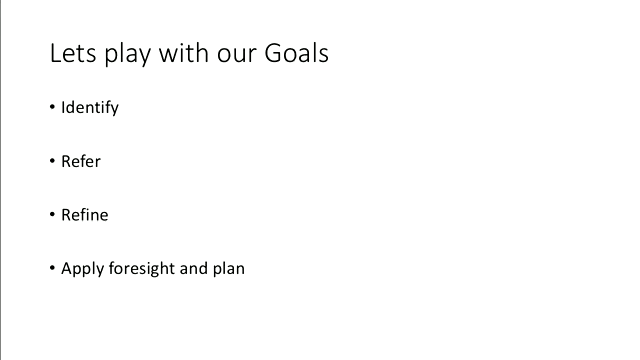 Lets play with our Goals
• Identify
• Refer
• Refine
• Apply foresight and plan